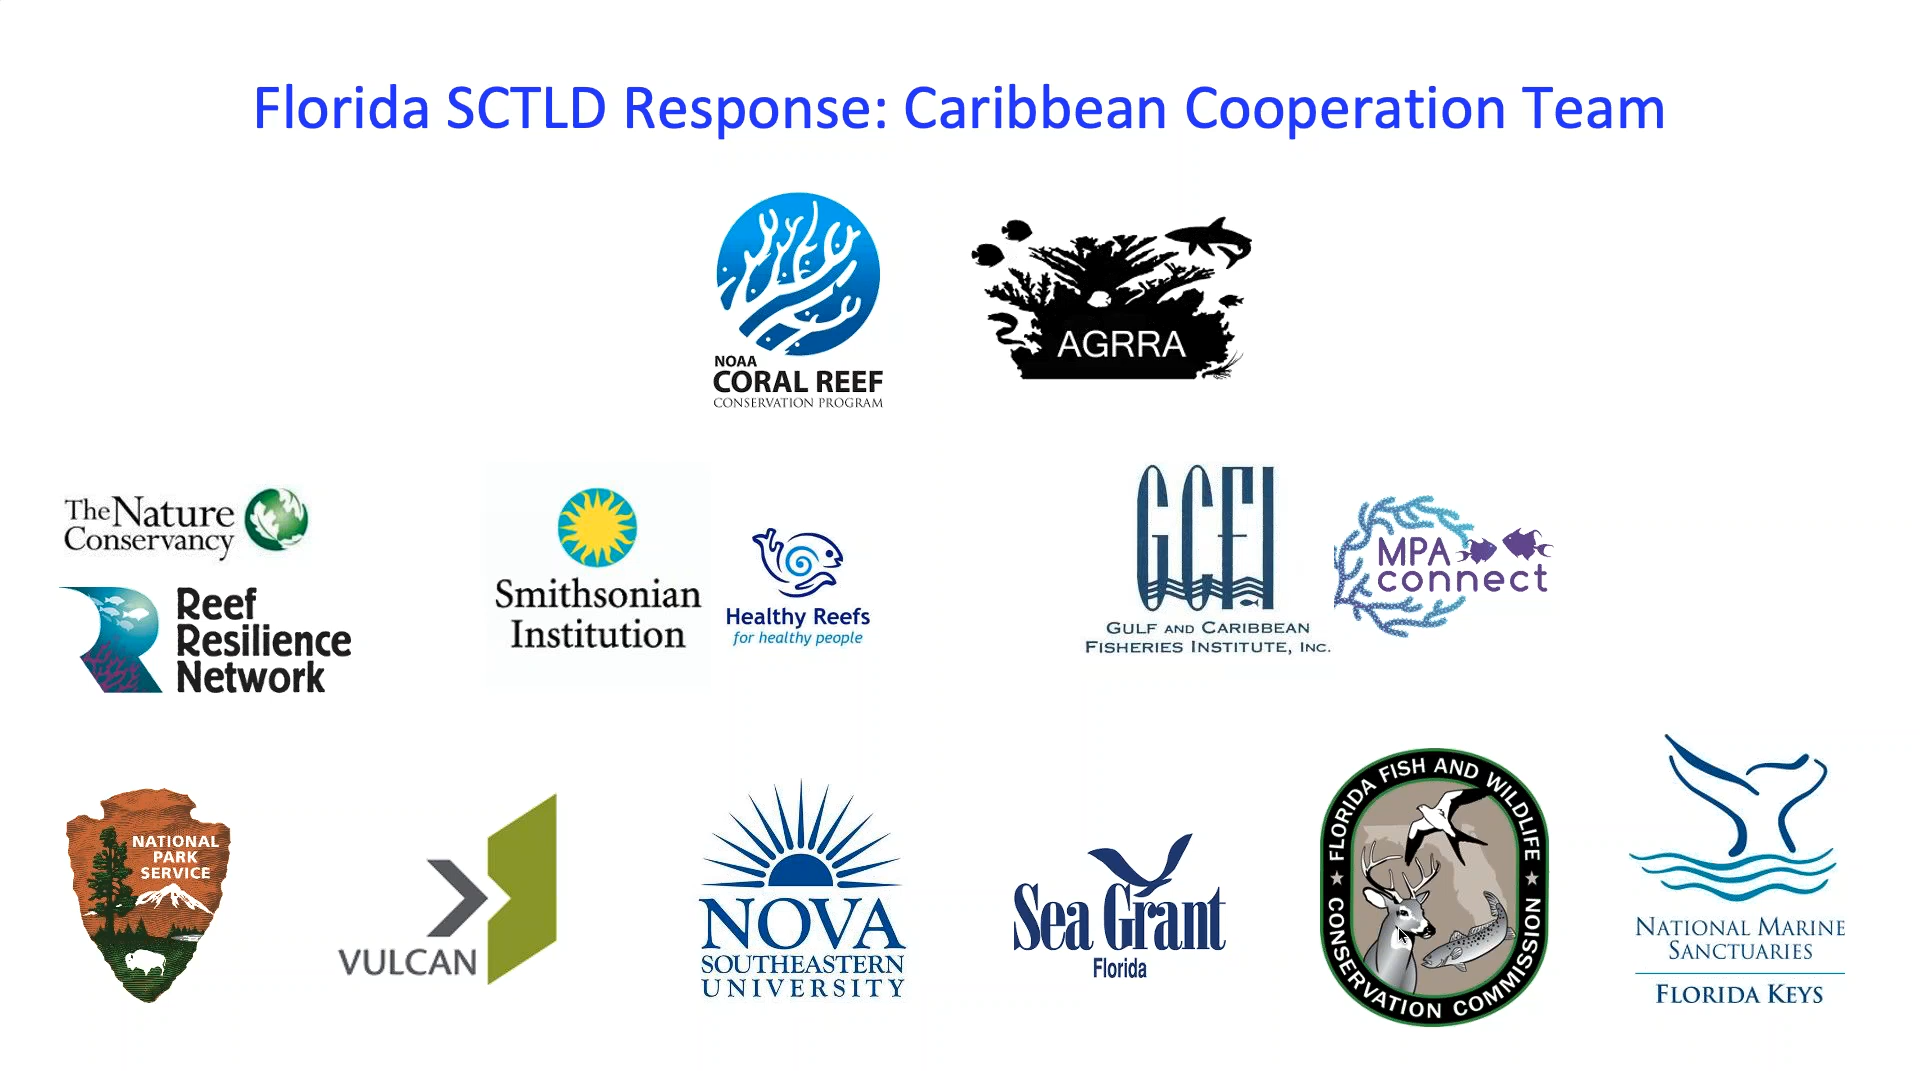 Florida SCTLD Response: Caribbean Cooperation Team
NOAA
CORAL REEF
CONSERVATION PROGRAM
AGRRA
The Nature
Conservancy
Reef
Resilience
Network
Smithsonian
Institution
Healthy Reefs
for healthy people
GCFI
GULF AND CARIBBEAN
FISHERIES INSTITUTE, INC.
MPA
connect
NATIONAL
PARK
SERVICE
VULCAN
NOVA
SOUTHEASTERN
UNIVERSITY
Sea Grant
Florida
FLORIDA FISH AND WILDLIFE
CONSERVATION COMMISSION
NATIONAL MARINE
SANCTUARIES
FLORIDA KEYS